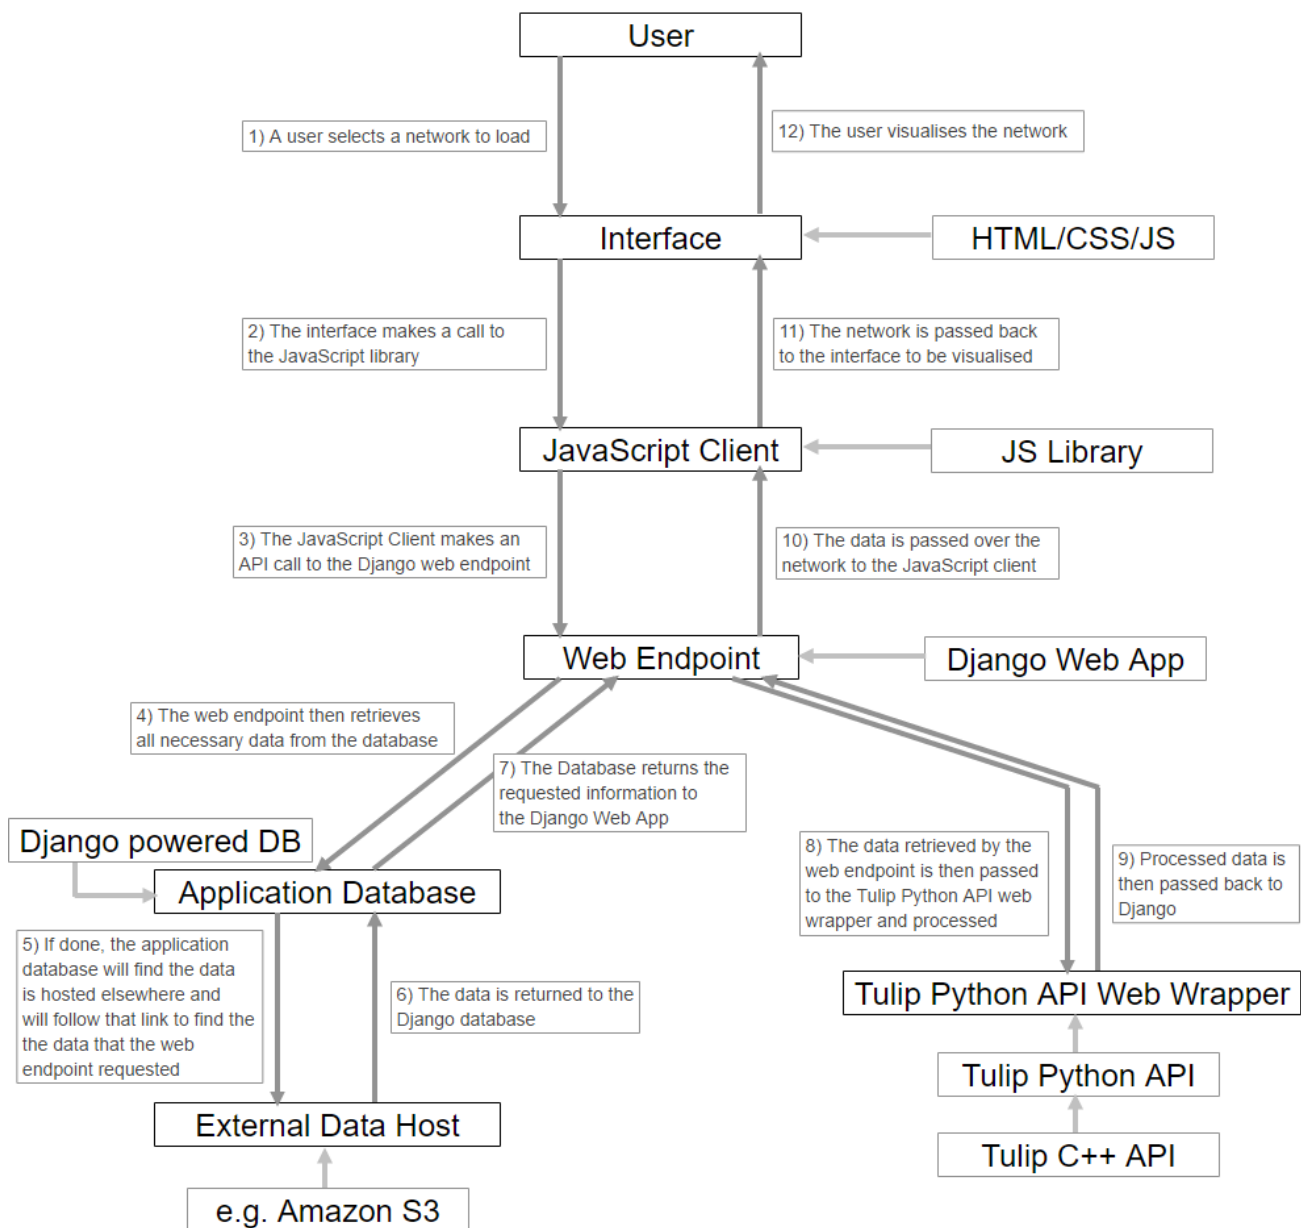 User
1) A user selects a network to load
12) The user visualises the network
Interface
HTML/CSS/JS
2) The interface makes a call to
the JavaScript library
11) The network is passed back
to the interface to be visualised
JavaScript Client
JS Library
3) The JavaScript Client makes an
API call to the Django web endpoint
10) The data is passed over the
network to the JavaScript client
Web Endpoint
Django Web App
4) The web endpoint then retrieves
all necessary data from the database
7) The Database returns the
requested information to
the Django Web App
Django powered DB
Application Database
8) The data retrieved by the
web endpoint is then passed
to the Tulip Python API web
wrapper and processed
9) Processed data is
then passed back to
Django
5) If done, the application
database will find the data
is hosted elsewhere and
will follow that link to find the
the data that the web
endpoint requested
6) The data is returned to the
Django database
Tulip Python API Web Wrapper
Tulip Python API
External Data Host
Tulip C++ API
e.g. Amazon S3